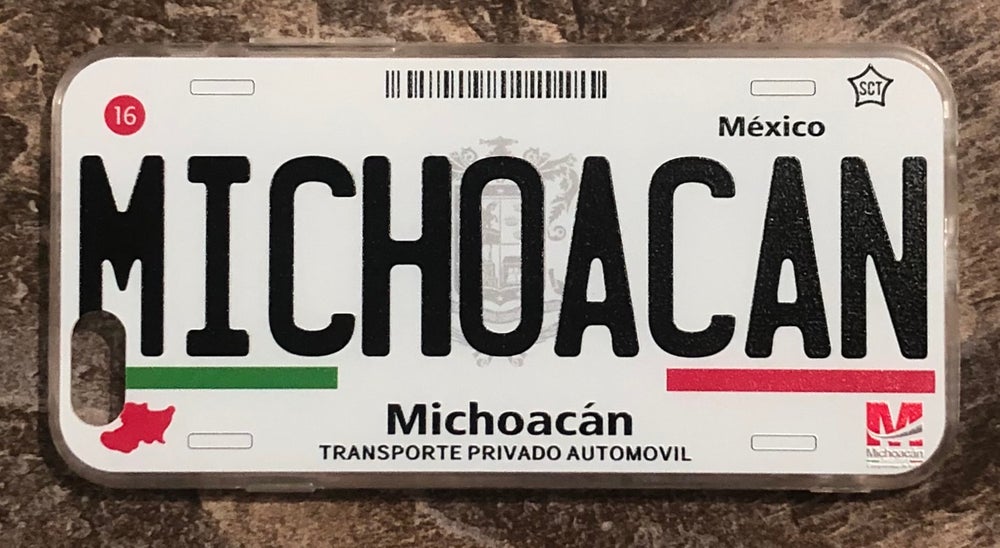 SCT
16
México
MICHOACAN
Michoacán
TRANSPORTE PRIVADO AUTOMOVIL
M
Michoacán